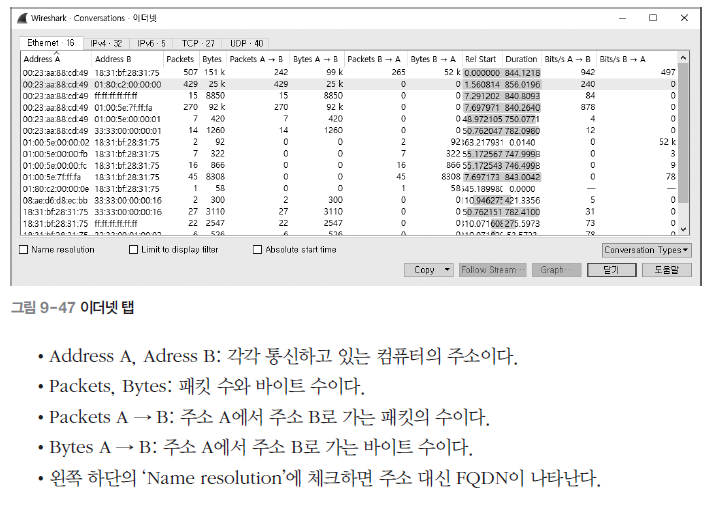 Wireshark · Conversations · 이더넷
Ethernet · 16 IPv4 · 32 IPv6 · 5 TCP · 27 UDP · 40
Address A Address B Packets Bytes Packets A → B Bytes A → B Packets B → A Bytes B → A Rel Start Duration Bits/s A → B Bits/s B → A
00:23:aa:88:cd:49 18:31:bf:28:31:75 507 151 k 242 99 k 265 52 k 0.000000 844.1218 942 497
00:23:aa:88:cd:49 01:80:c2:00:00:00 429 25 k 429 25 k 0 0 1.560814 856.0196 240 0
00:23:aa:88:cd:49 ff:ff:ff:ff:ff:ff 15 8850 15 8850 0 0 7.291202 840.8093 84 0
00:23:aa:88:cd:49 01:00:5e:7f:ff:fa 270 92 k 270 92 k 0 0 7.697971 840.2640 878 0
00:23:aa:88:cd:49 01:00:5e:00:00:01 7 420 7 420 0 0 48.972105 750.0771 4 0
00:23:aa:88:cd:49 33:33:00:00:00:01 14 1260 14 1260 0 0 50.762047 782.0980 12 0
01:00:5e:00:00:02 18:31:bf:28:31:75 2 92 0 0 2 92 363.217931 0.0140 0 52 k
01:00:5e:00:00:fb 18:31:bf:28:31:75 7 322 0 0 7 322 55.172567 747.9998 0 3
01:00:5e:00:00:fc 18:31:bf:28:31:75 16 866 0 0 16 866 55.172543 746.4998 0 9
01:00:5e:7f:ff:fa 18:31:bf:28:31:75 45 8308 0 0 45 8308 7.697173 843.0042 0 78
01:80:c2:00:00:0e 18:31:bf:28:31:75 1 58 0 0 1 58 545.189980 0.0000 — —
08:ae:d6:d8:ec:bb 33:33:00:00:00:16 2 300 2 300 0 0 10.946275 421.3356 5 0
18:31:bf:28:31:75 33:33:00:00:00:16 27 3110 27 3110 0 0 50.762151 782.4100 31 0
18:31:bf:28:31:75 ff:ff:ff:ff:ff:ff 22 2547 22 2547 0 0 10.071608 275.5973 73 0
Name resolution Limit to display filter Absolute start time Conversation Types
Copy Follow Stream… Graph… 닫기 도움말
그림 9-47 이더넷 탭
• Address A, Adress B: 각각 통신하고 있는 컴퓨터의 주소이다.
• Packets, Bytes: 패킷 수와 바이트 수이다.
• Packets A → B: 주소 A에서 주소 B로 가는 패킷의 수이다.
• Bytes A → B: 주소 A에서 주소 B로 가는 바이트 수이다.
• 왼쪽 하단의 ‘Name resolution’에 체크하면 주소 대신 FQDN이 나타난다.